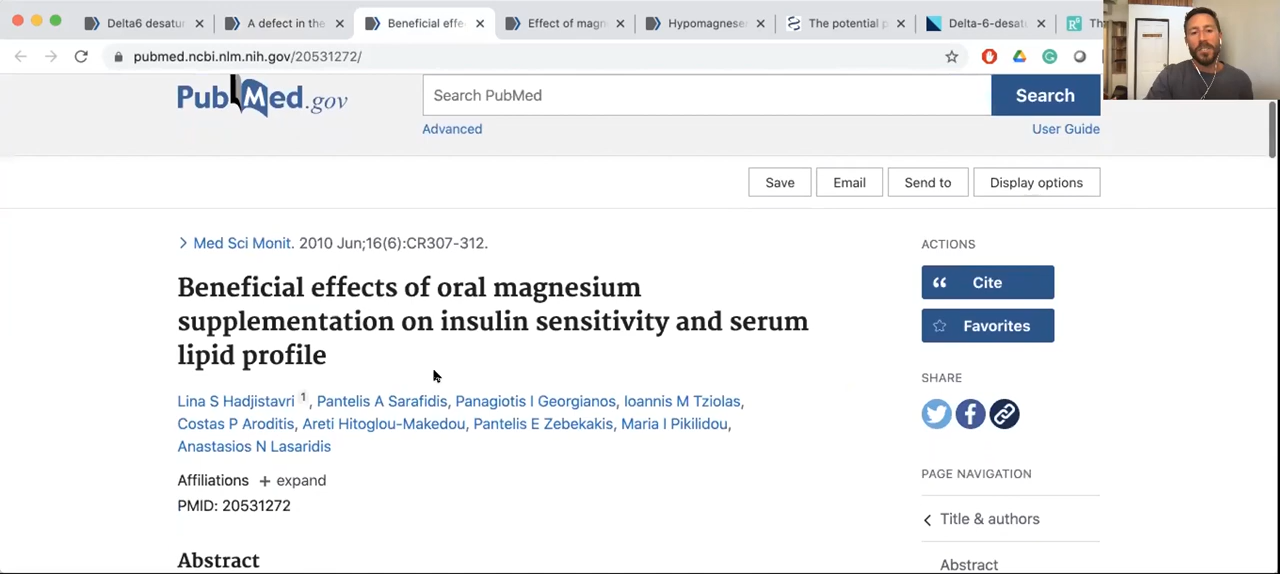 Delta6 desatur
A defect in the
Beneficial effe
Effect of magn
Hypomagnese
The potential p
Delta-6-desat
Th
pubmed.ncbi.nlm.nih.gov/20531272/
PubMed.gov
Search PubMed
Search
Advanced
User Guide
Save
Email
Send to
Display options
Med Sci Monit. 2010 Jun;16(6):CR307-312.
Beneficial effects of oral magnesium
supplementation on insulin sensitivity and serum
lipid profile
Lina S Hadjistavri 1, Pantelis A Sarafidis, Panagiotis I Georgianos, Ioannis M Tziolas,
Costas P Aroditis, Areti Hitoglou-Makedou, Pantelis E Zebekakis, Maria I Pikilidou,
Anastasios N Lasaridis
Affiliations + expand
PMID: 20531272
Abstract
ACTIONS
Cite
Favorites
SHARE
PAGE NAVIGATION
Title & authors
Abstract